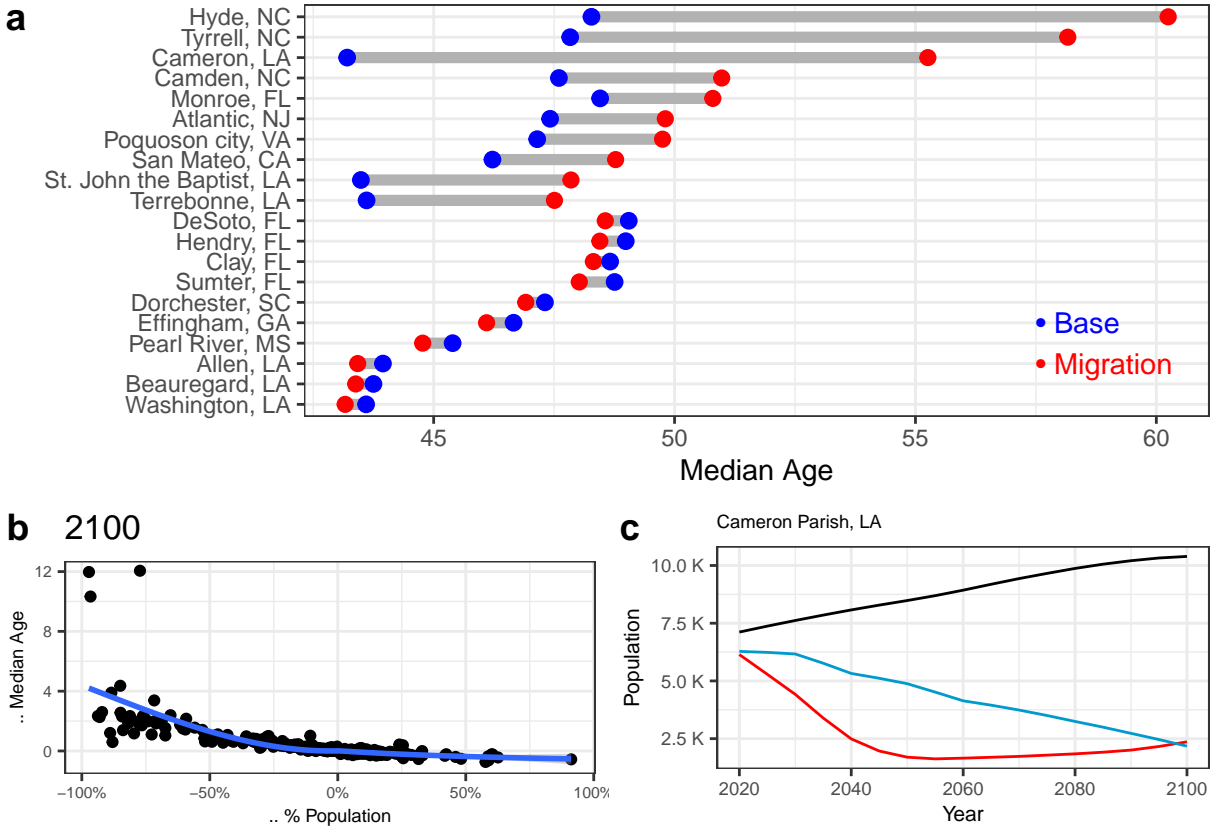 a
Hyde, NC
Tyrrell, NC
Cameron, LA
Camden, NC
Monroe, FL
Atlantic, NJ
Poquoson city, VA
San Mateo, CA
St. John the Baptist, LA
Terrebonne, LA
DeSoto, FL
Hendry, FL
Clay, FL
Sumter, FL
Dorchester, SC
Effingham, GA
Pearl River, MS
Allen, LA
Beauregard, LA
Washington, LA
Base
Migration
45 50 55 60
Median Age
b 2100
.. Median Age
12
8
4
0
−100% −50% 0% 50% 100%
.. % Population
c Cameron Parish, LA
Population
10.0 K
7.5 K
5.0 K
2.5 K
2020 2040 2060 2080 2100
Year